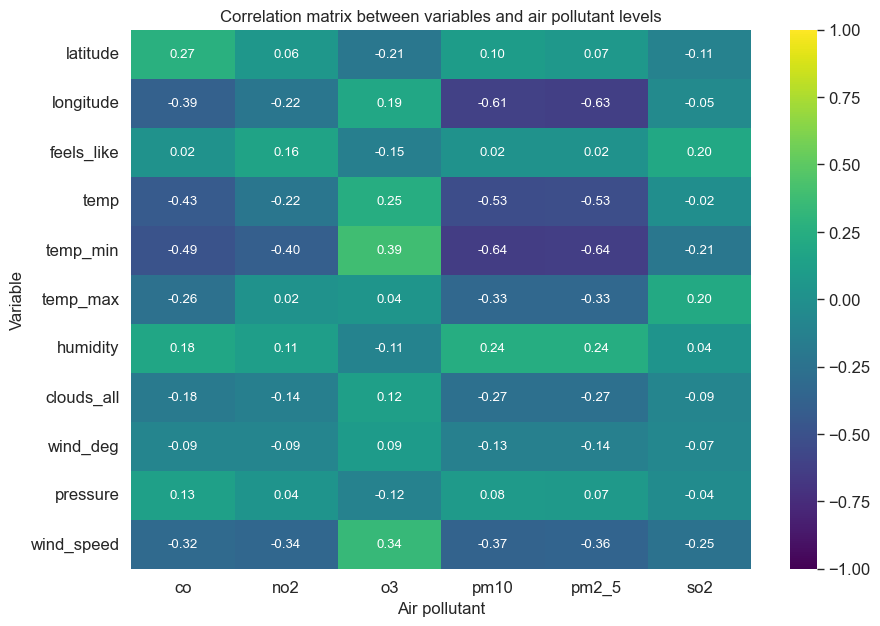 Correlation matrix between variables and air pollutant levels
latitude 0.27 0.06 -0.21 0.10 0.07 -0.11
longitude -0.39 -0.22 0.19 -0.61 -0.63 -0.05
feels_like 0.02 0.16 -0.15 0.02 0.02 0.20
temp -0.43 -0.22 0.25 -0.53 -0.53 -0.02
temp_min -0.49 -0.40 0.39 -0.64 -0.64 -0.21
temp_max -0.26 0.02 0.04 -0.33 -0.33 0.20
humidity 0.18 0.11 -0.11 0.24 0.24 0.04
clouds_all -0.18 -0.14 0.12 -0.27 -0.27 -0.09
wind_deg -0.09 -0.09 0.09 -0.13 -0.14 -0.07
pressure 0.13 0.04 -0.12 0.08 0.07 -0.04
wind_speed -0.32 -0.34 0.34 -0.37 -0.36 -0.25
Variable
co no2 o3 pm10 pm2_5 so2
Air pollutant
1.00
0.75
0.50
0.25
0.00
−0.25
−0.50
−0.75
−1.00